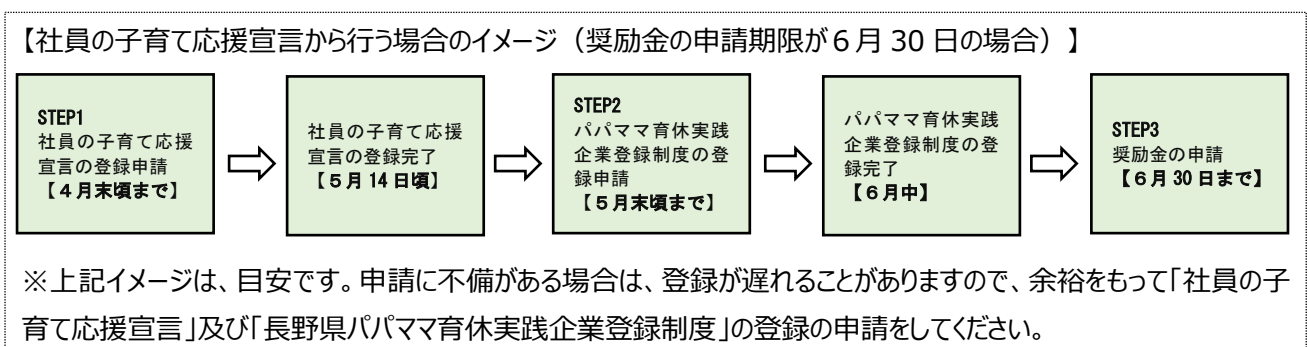 【社員の子育て応援宣言から行う場合のイメージ（奨励金の申請期限が６月 30 日の場合）】
STEP1
社員の子育て応援
宣言の登録申請
【４月末頃まで】
社員の子育て応援
宣言の登録完了
【５月 14 日頃】
STEP2
パパママ育休実践
企業登録制度の登
録申請
【５月末頃まで】
パパママ育休実践
企業登録制度の登
録完了
【６月中】
STEP3
奨励金の申請
【６月 30 日まで】
※上記イメージは、目安です。申請に不備がある場合は、登録が遅れることがありますので、余裕をもって「社員の子
育て応援宣言」及び「長野県パパママ育休実践企業登録制度」の登録の申請をしてください。